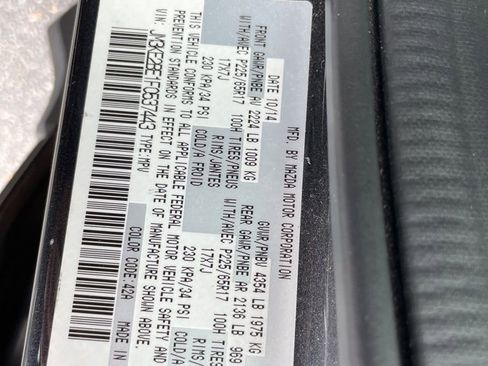 MFD. BY MAZDA MOTOR CORPORATION
DATE 10/14 GVWR/PNBV 4354 LB 1975 KG
FRONT GAWR/PNBE AV 2224 LB 1009 KG REAR GAWR/PNBE AR 2136 LB 969
WITH/AVEC P225/65R17 100H TIRES/PNEUS WITH/AVEC P225/65R17 100H TI
17X7J RIMS/JANTES 17X7J RIMS/
230 KPA/34 PSI COLD/A FROID 230 KPA/34 PSI COLD/A
THIS VEHICLE CONFORMS TO ALL APPLICABLE FEDERAL MOTOR VEHICLE SAFETY AND
PREVENTION STANDARDS IN EFFECT ON THE DATE OF MANUFACTURE SHOWN ABOVE.
VIN: TYPE:MPV COLOR CODE:42A MADE IN